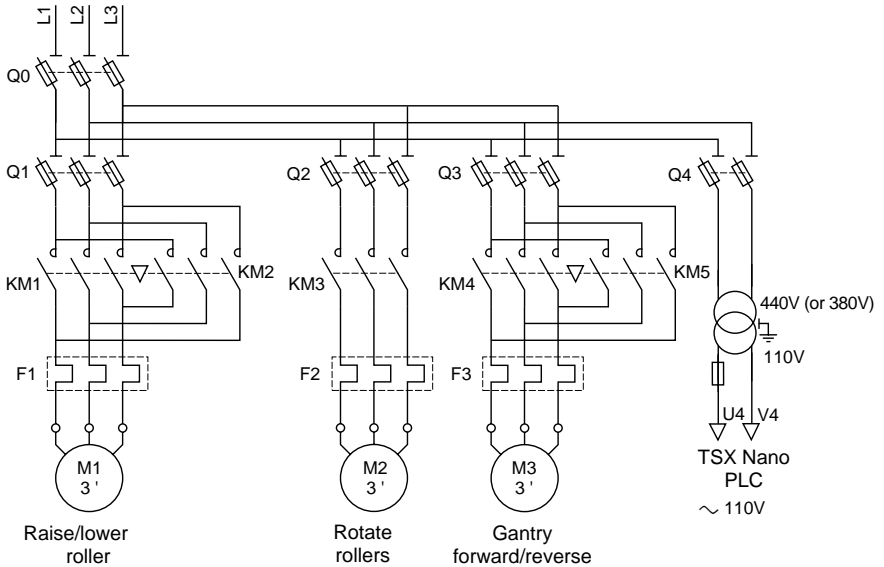 L1 L2 L3
Q0
Q1 Q2 Q3 Q4
KM1 KM2 KM3 KM4 KM5
440V (or 380V)
110V
F1 F2 F3
U4 V4
M1
3 '
M2
3 '
M3
3 '
TSX Nano
PLC
110V
Raise/lower
roller
Rotate
rollers
Gantry
forward/reverse